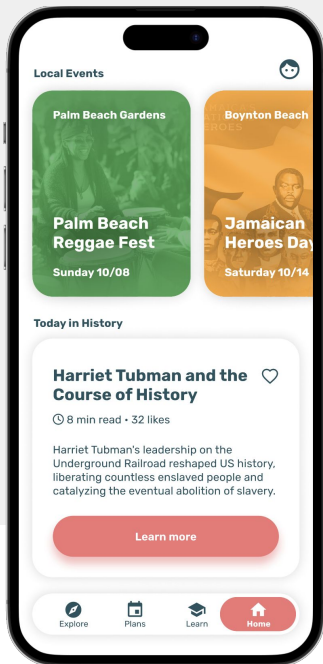 Local Events
Palm Beach Gardens
Palm Beach
Reggae Fest
Sunday 10/08
Boynton Beach
Jamaican
Heroes Day
Saturday 10/14
Today in History
Harriet Tubman and the
Course of History
8 min read • 32 likes
Harriet Tubman's leadership on the
Underground Railroad reshaped US history,
liberating countless enslaved people and
catalyzing the eventual abolition of slavery.
Learn more
Explore
Plans
Learn
Home